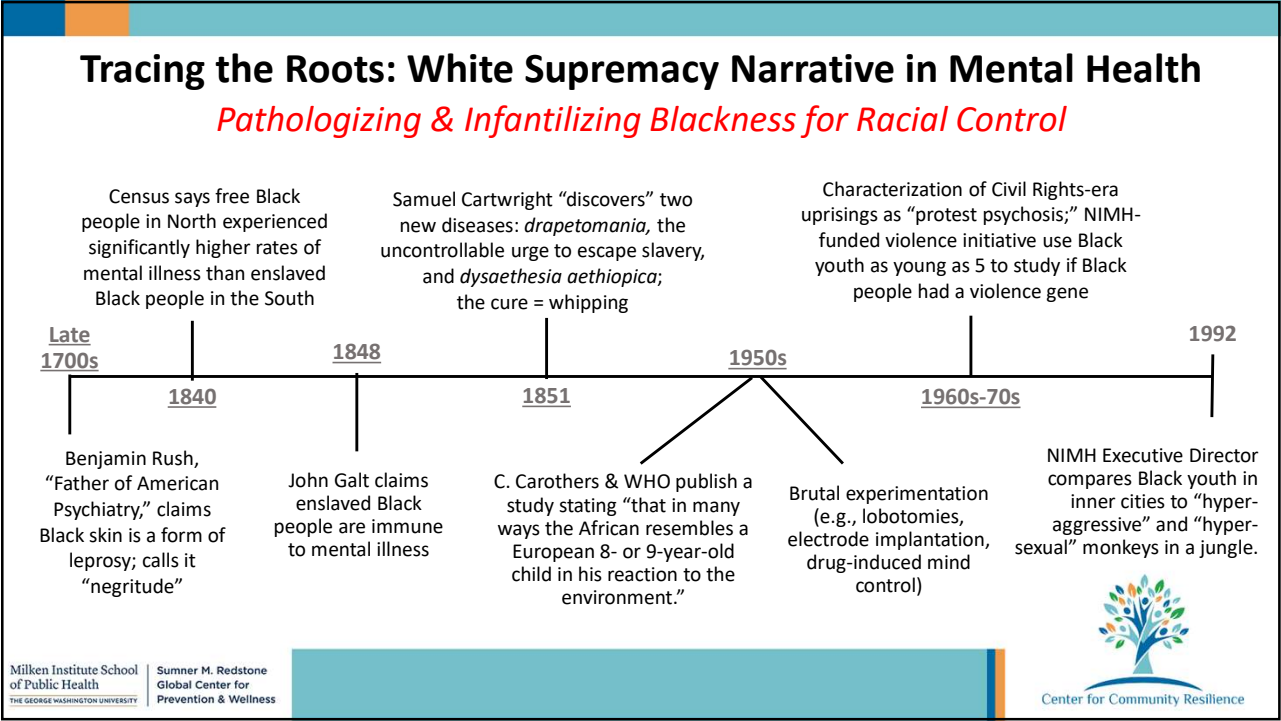 Tracing the Roots: White Supremacy Narrative in Mental Health
Pathologizing & Infantilizing Blackness for Racial Control
Census says free Black
people in North experienced
significantly higher rates of
mental illness than enslaved
Black people in the South
Samuel Cartwright “discovers” two
new diseases: drapetomania, the
uncontrollable urge to escape slavery,
and dysaethesia aethiopica;
the cure = whipping
Characterization of Civil Rights-era
uprisings as “protest psychosis;” NIMH-
funded violence initiative use Black
youth as young as 5 to study if Black
people had a violence gene
Late
1700s
1840
1848
1851
1950s
1960s-70s
1992
Benjamin Rush,
“Father of American
Psychiatry,” claims
Black skin is a form of
leprosy; calls it
“negritude”
John Galt claims
enslaved Black
people are immune
to mental illness
C. Carothers & WHO publish a
study stating “that in many
ways the African resembles a
European 8- or 9-year-old
child in his reaction to the
environment.”
Brutal experimentation
(e.g., lobotomies,
electrode implantation,
drug-induced mind
control)
NIMH Executive Director
compares Black youth in
inner cities to “hyper-
aggressive” and “hyper-
sexual” monkeys in a jungle.
Milken Institute School
of Public Health
THE GEORGE WASHINGTON UNIVERSITY
Sumner M. Redstone
Global Center for
Prevention & Wellness
Center for Community Resilience